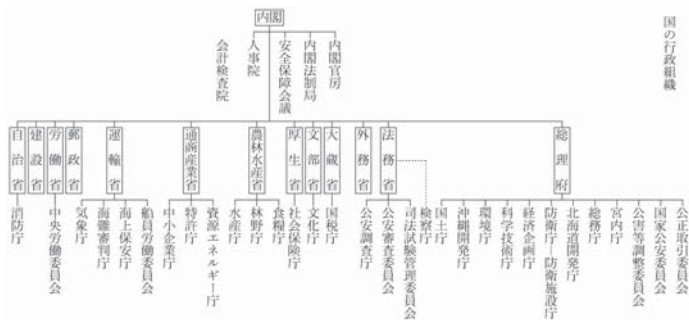 国の行政組織
内閣
内閣官房
内閣法制局
安全保障会議
人事院
会計検査院
総理府
法務省
外務省
大蔵省
文部省
厚生省
農林水産省
通商産業省
運輸省
郵政省
労働省
建設省
自治省
公正取引委員会
国家公安委員会
公害等調整委員会
宮内庁
総務庁
北海道開発庁
防衛庁―防衛施設庁
経済企画庁
科学技術庁
環境庁
沖縄開発庁
国土庁
検察庁
司法試験管理委員会
公安審査委員会
公安調査庁
国税庁
文化庁
社会保険庁
食糧庁
林野庁
水産庁
資源エネルギー庁
特許庁
中小企業庁
船員労働委員会
海上保安庁
海難審判庁
気象庁
中央労働委員会
消防庁